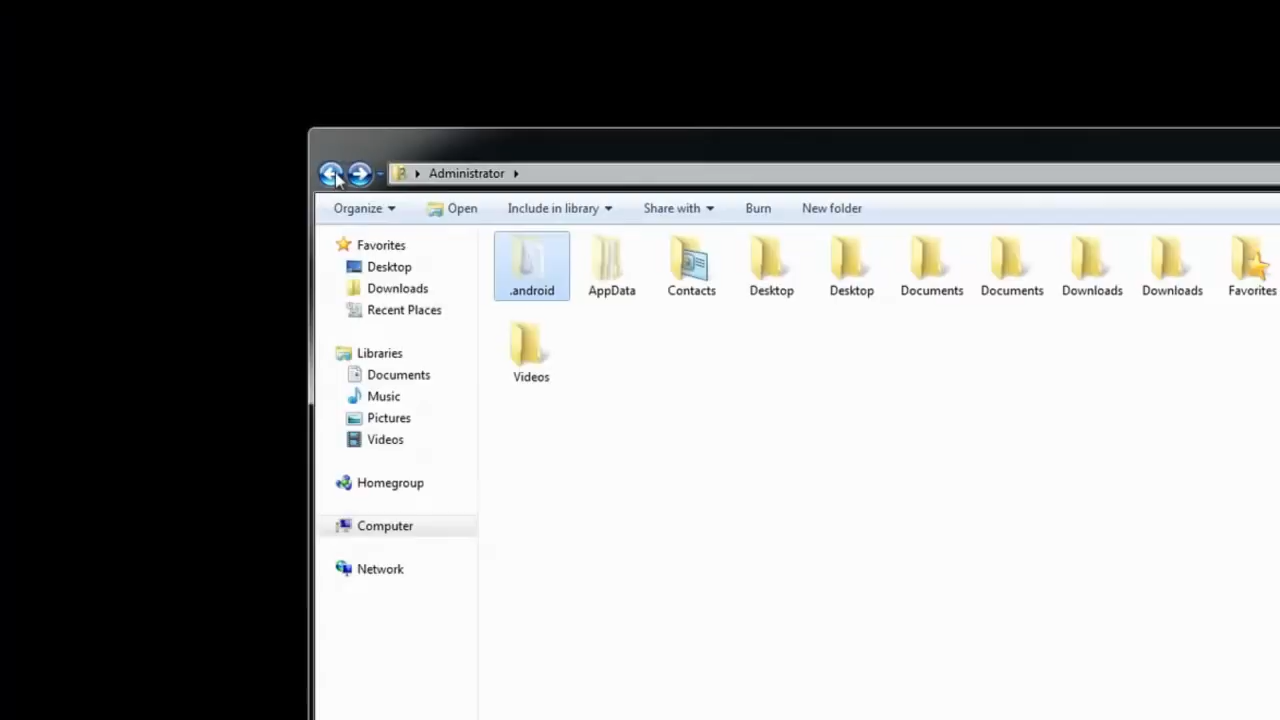 Administrator
Organize Open Include in library Share with Burn New folder
Favorites
Desktop
Downloads
Recent Places
Libraries
Documents
Music
Pictures
Videos
Homegroup
Computer
Network
.android AppData Contacts Desktop Desktop Documents Documents Downloads Downloads Favorites
Videos